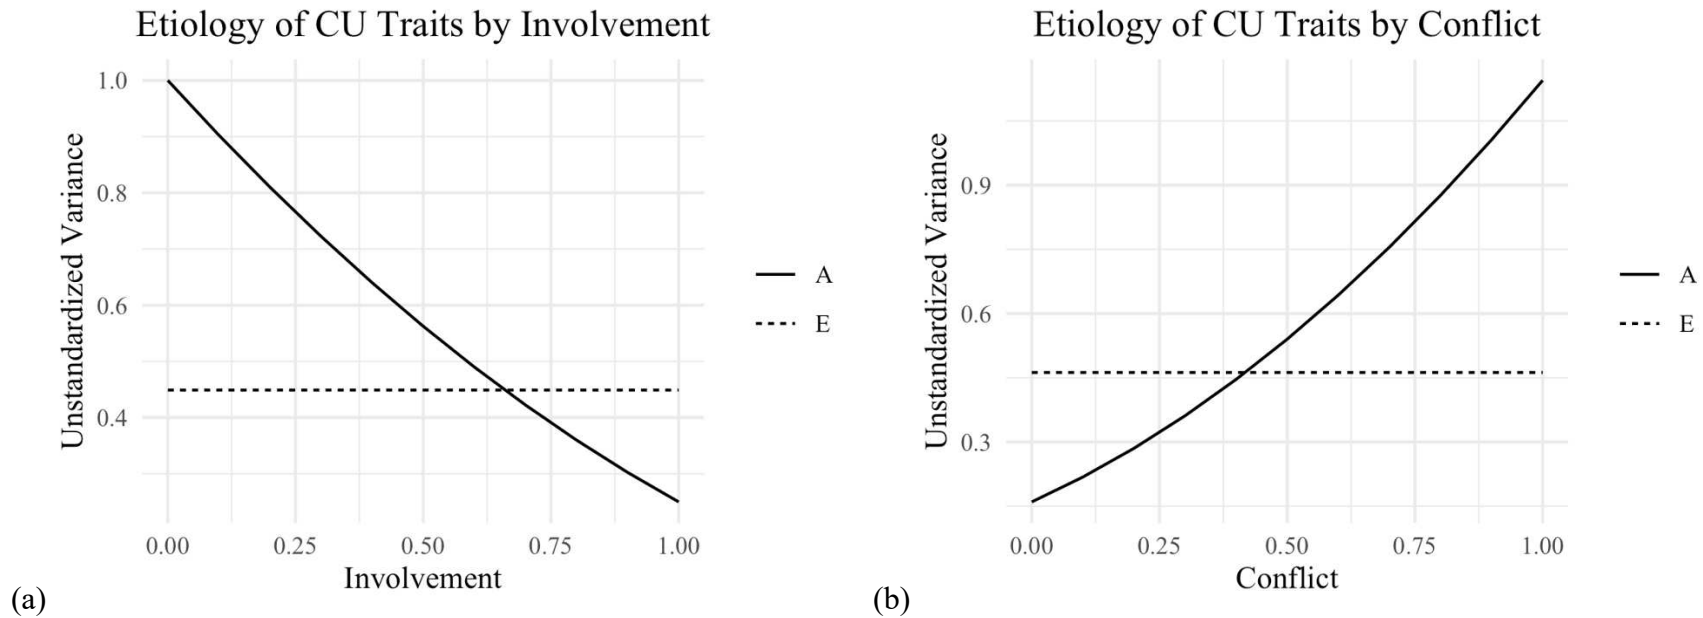 Etiology of CU Traits by Involvement
Unstandardized Variance
1.0
0.8
0.6
0.4
0.00 0.25 0.50 0.75 1.00
Involvement
A
E
(a)
Etiology of CU Traits by Conflict
Unstandardized Variance
0.9
0.6
0.3
0.00 0.25 0.50 0.75 1.00
Conflict
A
E
(b)